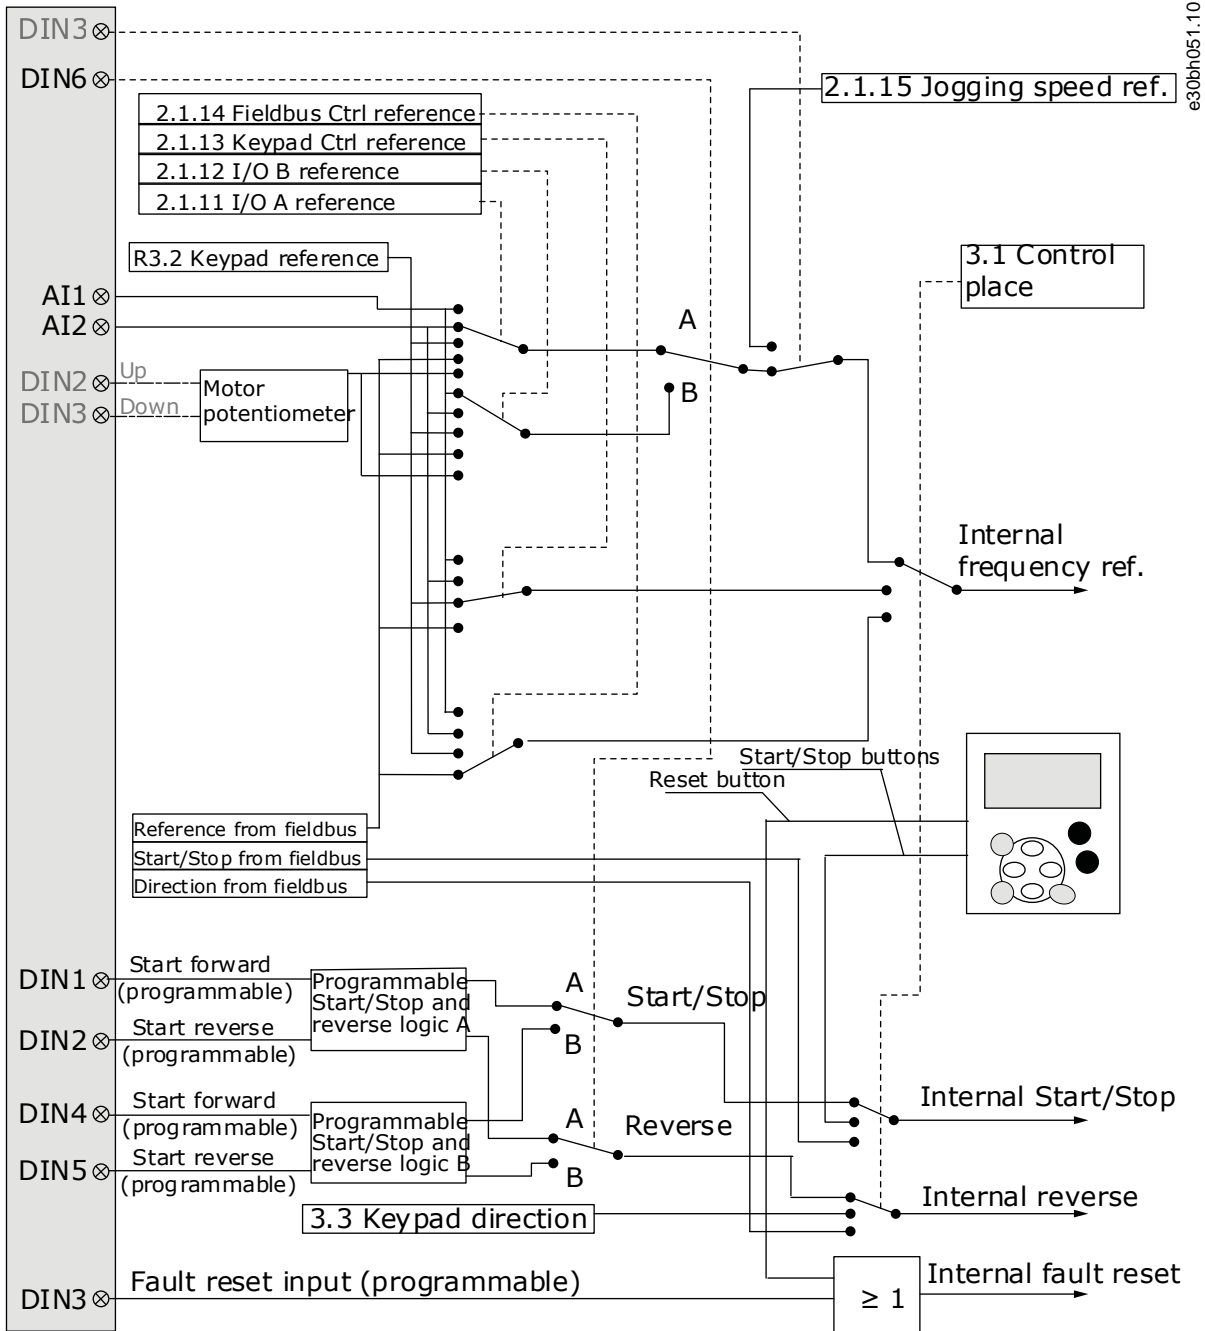 DIN3
DIN6
e30bh051.10
2.1.15 Jogging speed ref.
2.1.14 Fieldbus Ctrl reference
2.1.13 Keypad Ctrl reference
2.1.12 I/O B reference
2.1.11 I/O A reference
R3.2 Keypad reference
3.1 Control
place
AI1
AI2
A
B
DIN2
Up
DIN3
Down
Motor
potentiometer
Internal
frequency ref.
Start/Stop buttons
Reset button
Reference from fieldbus
Start/Stop from fieldbus
Direction from fieldbus
DIN1
Start forward
(programmable)
DIN2
Start reverse
(programmable)
Programmable
Start/Stop and
reverse logic A
A
B
Start/Stop
DIN4
Start forward
(programmable)
DIN5
Start reverse
(programmable)
Programmable
Start/Stop and
reverse logic B
A
B
Reverse
Internal Start/Stop
3.3 Keypad direction
Internal reverse
DIN3
Fault reset input (programmable)
≥ 1
Internal fault reset